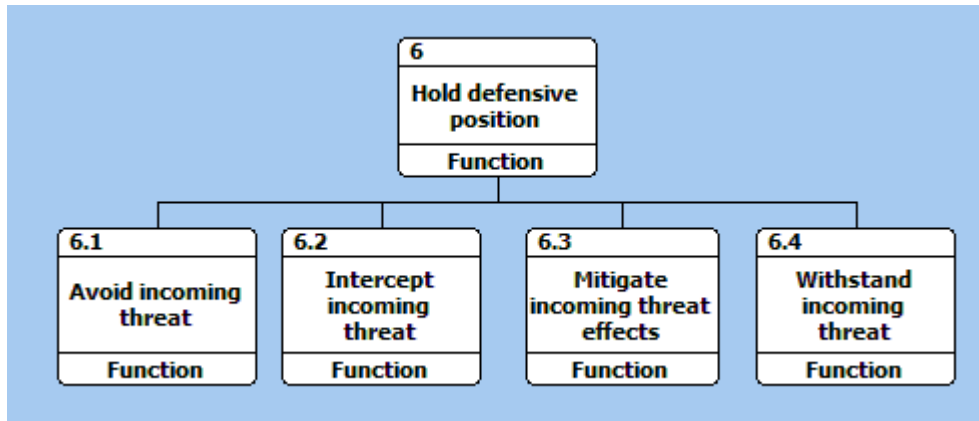 6
Hold defensive
position
Function
6.1
Avoid incoming
threat
Function
6.2
Intercept
incoming
threat
Function
6.3
Mitigate
incoming threat
effects
Function
6.4
Withstand
incoming
threat
Function